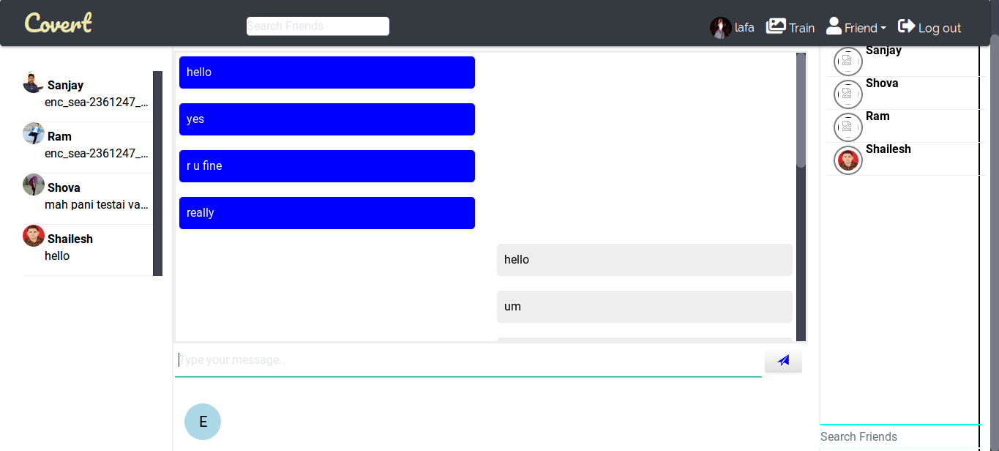 Covert
Search Friends
lafa
Train
Friend
Log out
Sanjay
enc_sea-2361247_...
Ram
enc_sea-2361247_...
Shova
mah pani testai va...
Shailesh
hello
hello
yes
r u fine
really
hello
um
Type your message..
E
Sanjay
Shova
Ram
Shailesh
Search Friends